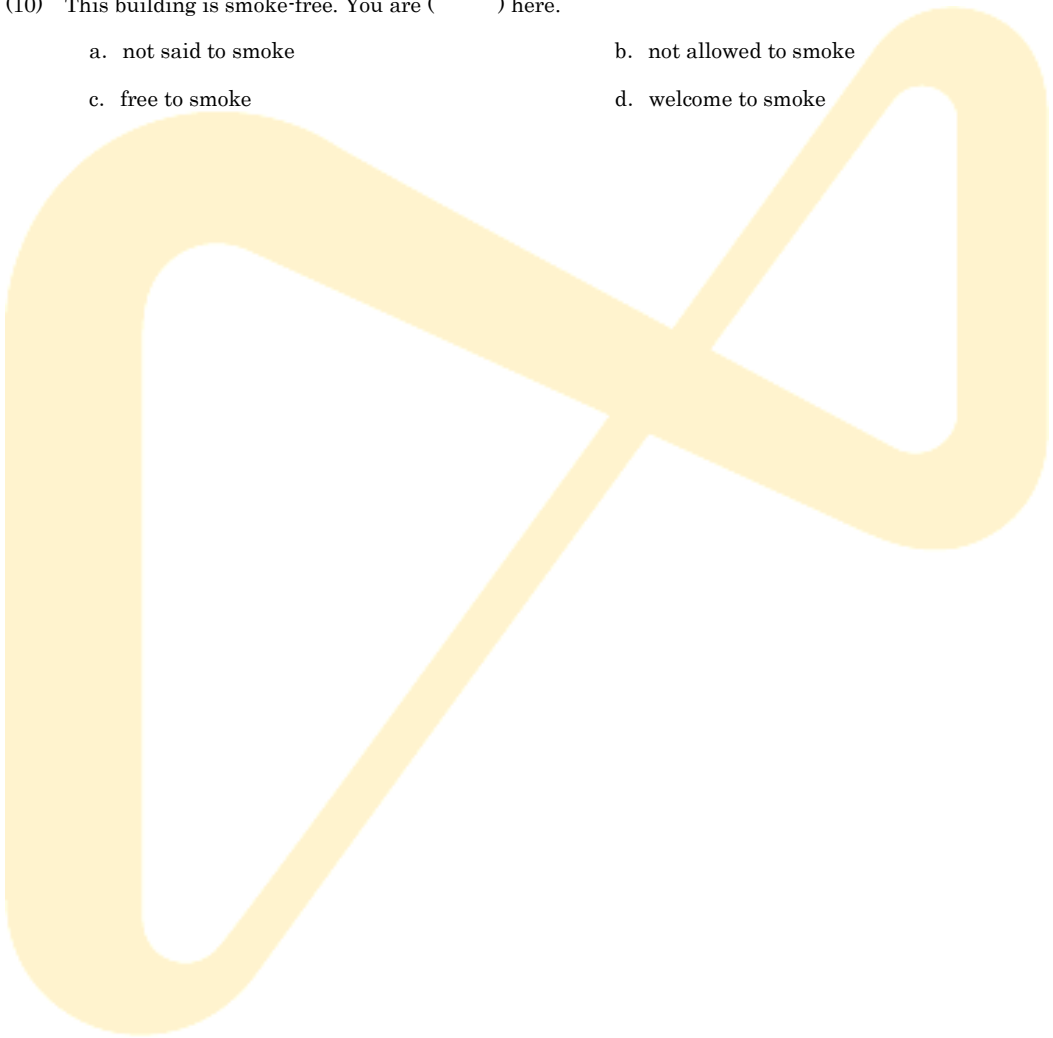 (10) This building is smoke-free. You are ( ) here.
a. not said to smoke b. not allowed to smoke
c. free to smoke d. welcome to smoke